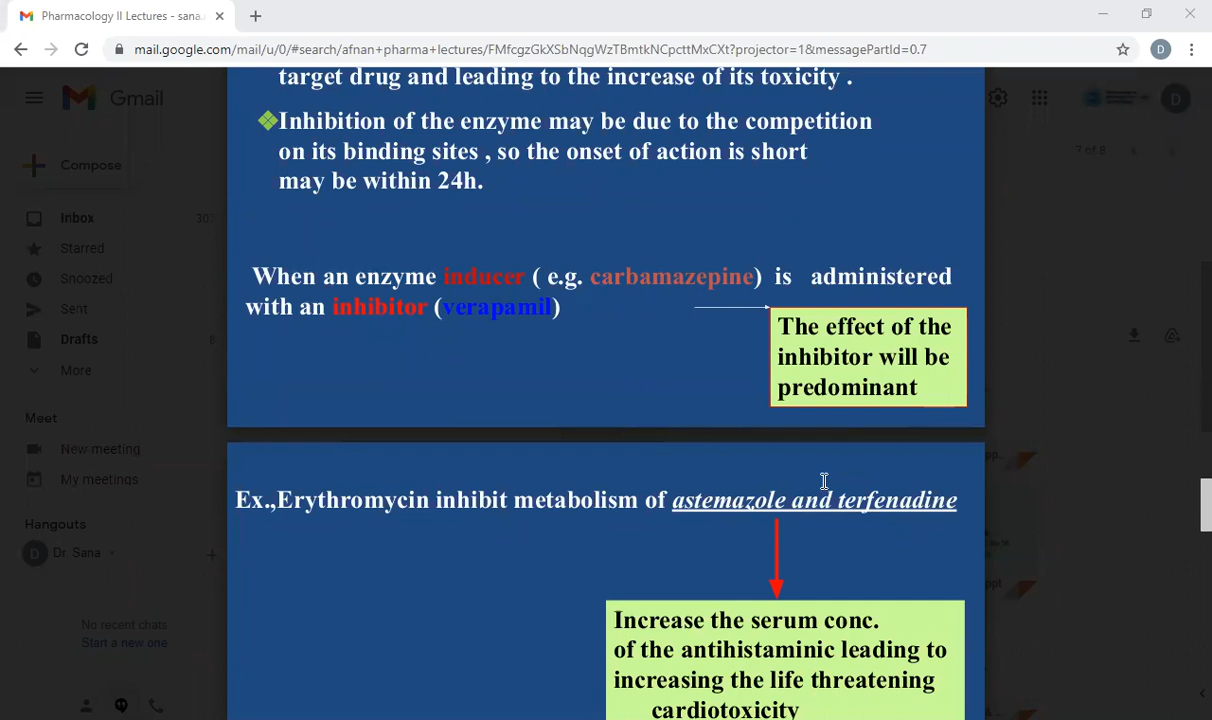 Pharmacology II Lectures - sana.
mail.google.com/mail/u/0/#search/afnan+pharma+lectures/FMfcgzGkXSbNqgWzTBmtkNCpcttMxCXt?projector=1&messagePartId=0.7
D
Gmail
D
Compose
7 of 8
Inbox
Starred
Snoozed
Sent
Drafts 8
More
Meet
New meeting
My meetings
Hangouts
Dr. Sana
No recent chats
Start a new one
target drug and leading to the increase of its toxicity .
Inhibition of the enzyme may be due to the competition
on its binding sites , so the onset of action is short
may be within 24h.
When an enzyme inducer ( e.g. carbamazepine) is administered
with an inhibitor (verapamil)
The effect of the
inhibitor will be
predominant
Ex.,Erythromycin inhibit metabolism of astemazole and terfenadine
Increase the serum conc.
of the antihistaminic leading to
increasing the life threatening
cardiotoxicity